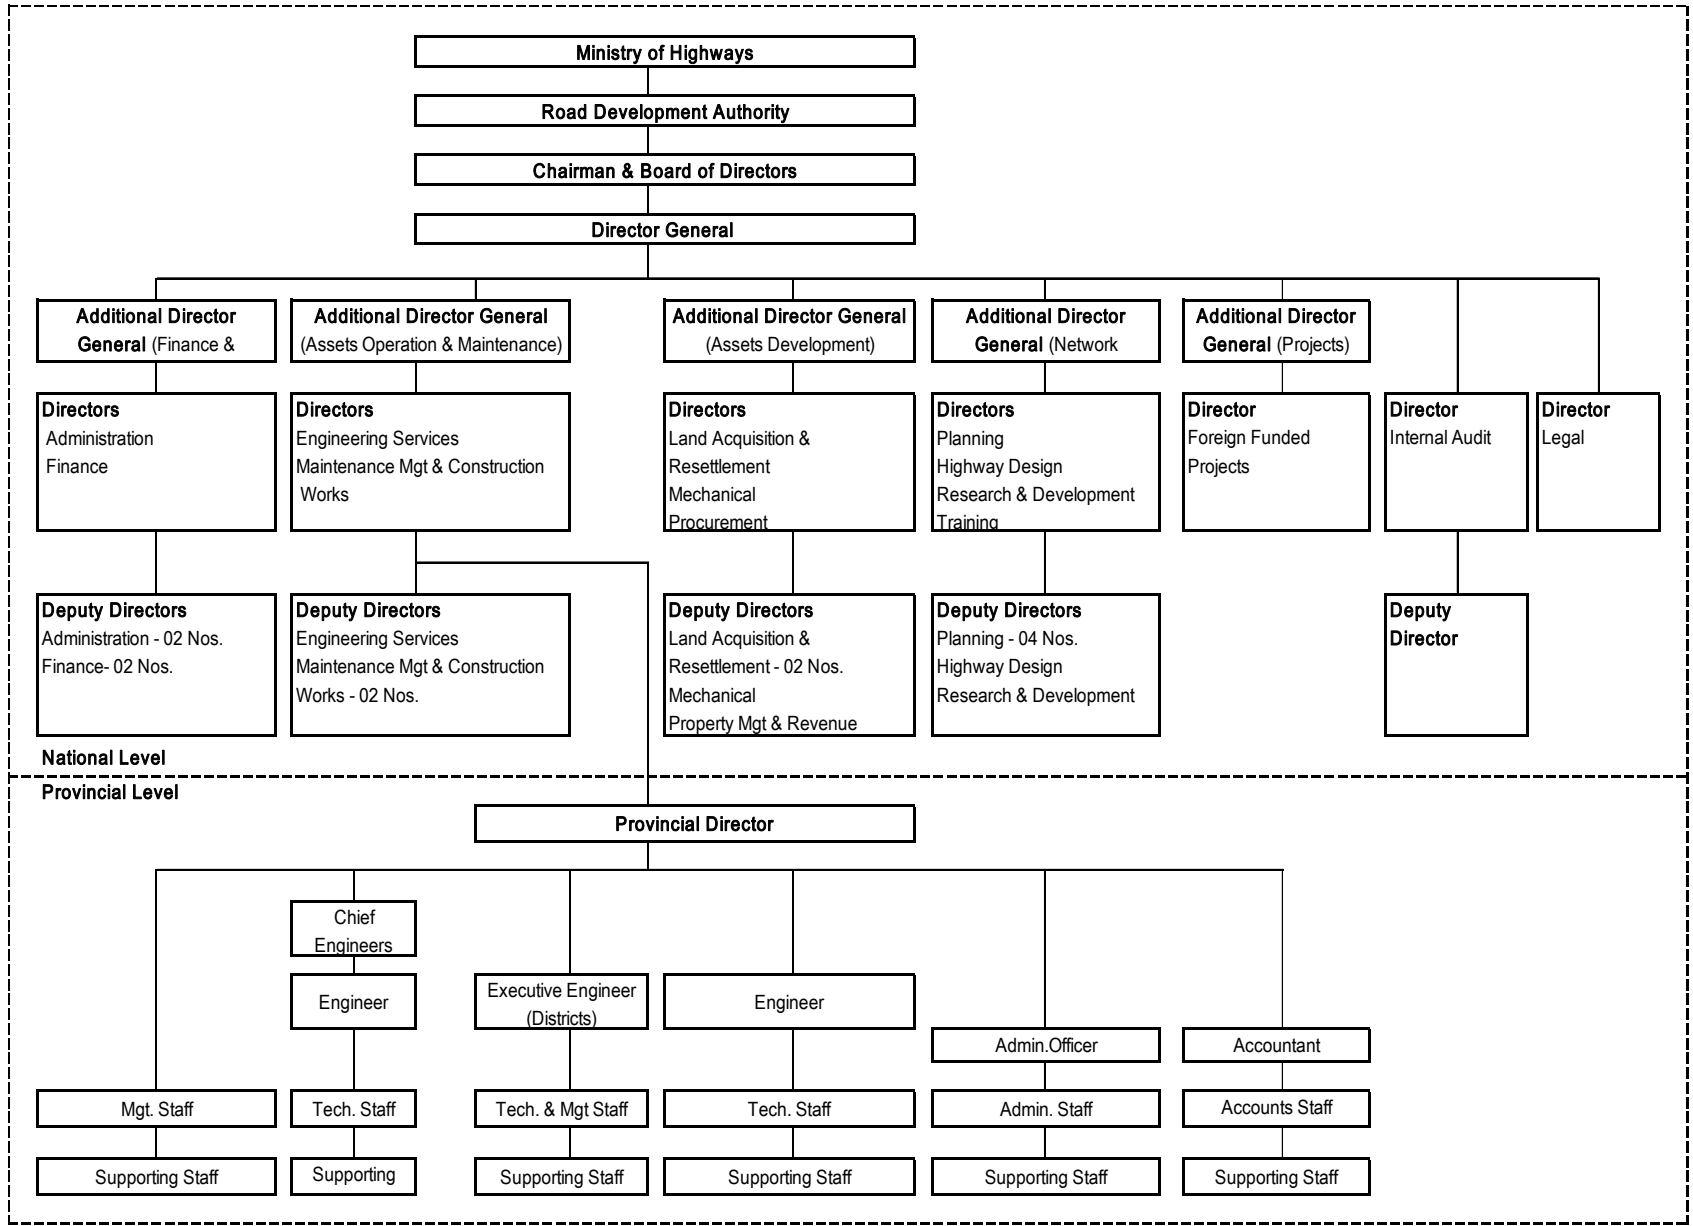 Ministry of Highways
Road Development Authority
Chairman & Board of Directors
Director General
Additional Director
General (Finance &
Additional Director General
(Assets Operation & Maintenance)
Additional Director General
(Assets Development)
Additional Director
General (Network
Additional Director
General (Projects)
Directors
Administration
Finance
Directors
Engineering Services
Maintenance Mgt & Construction
Works
Directors
Land Acquisition &
Resettlement
Mechanical
Procurement
Directors
Planning
Highway Design
Research & Development
Training
Director
Foreign Funded
Projects
Director
Internal Audit
Director
Legal
Deputy Directors
Administration - 02 Nos.
Finance- 02 Nos.
Deputy Directors
Engineering Services
Maintenance Mgt & Construction
Works - 02 Nos.
Deputy Directors
Land Acquisition &
Resettlement - 02 Nos.
Mechanical
Property Mgt & Revenue
Deputy Directors
Planning - 04 Nos.
Highway Design
Research & Development
Deputy
Director
National Level
Provincial Level
Provincial Director
Chief
Engineers
Engineer
Executive Engineer
(Districts)
Engineer
Admin.Officer
Accountant
Mgt. Staff
Tech. Staff
Tech. & Mgt Staff
Tech. Staff
Admin. Staff
Accounts Staff
Supporting Staff
Supporting
Supporting Staff
Supporting Staff
Supporting Staff
Supporting Staff